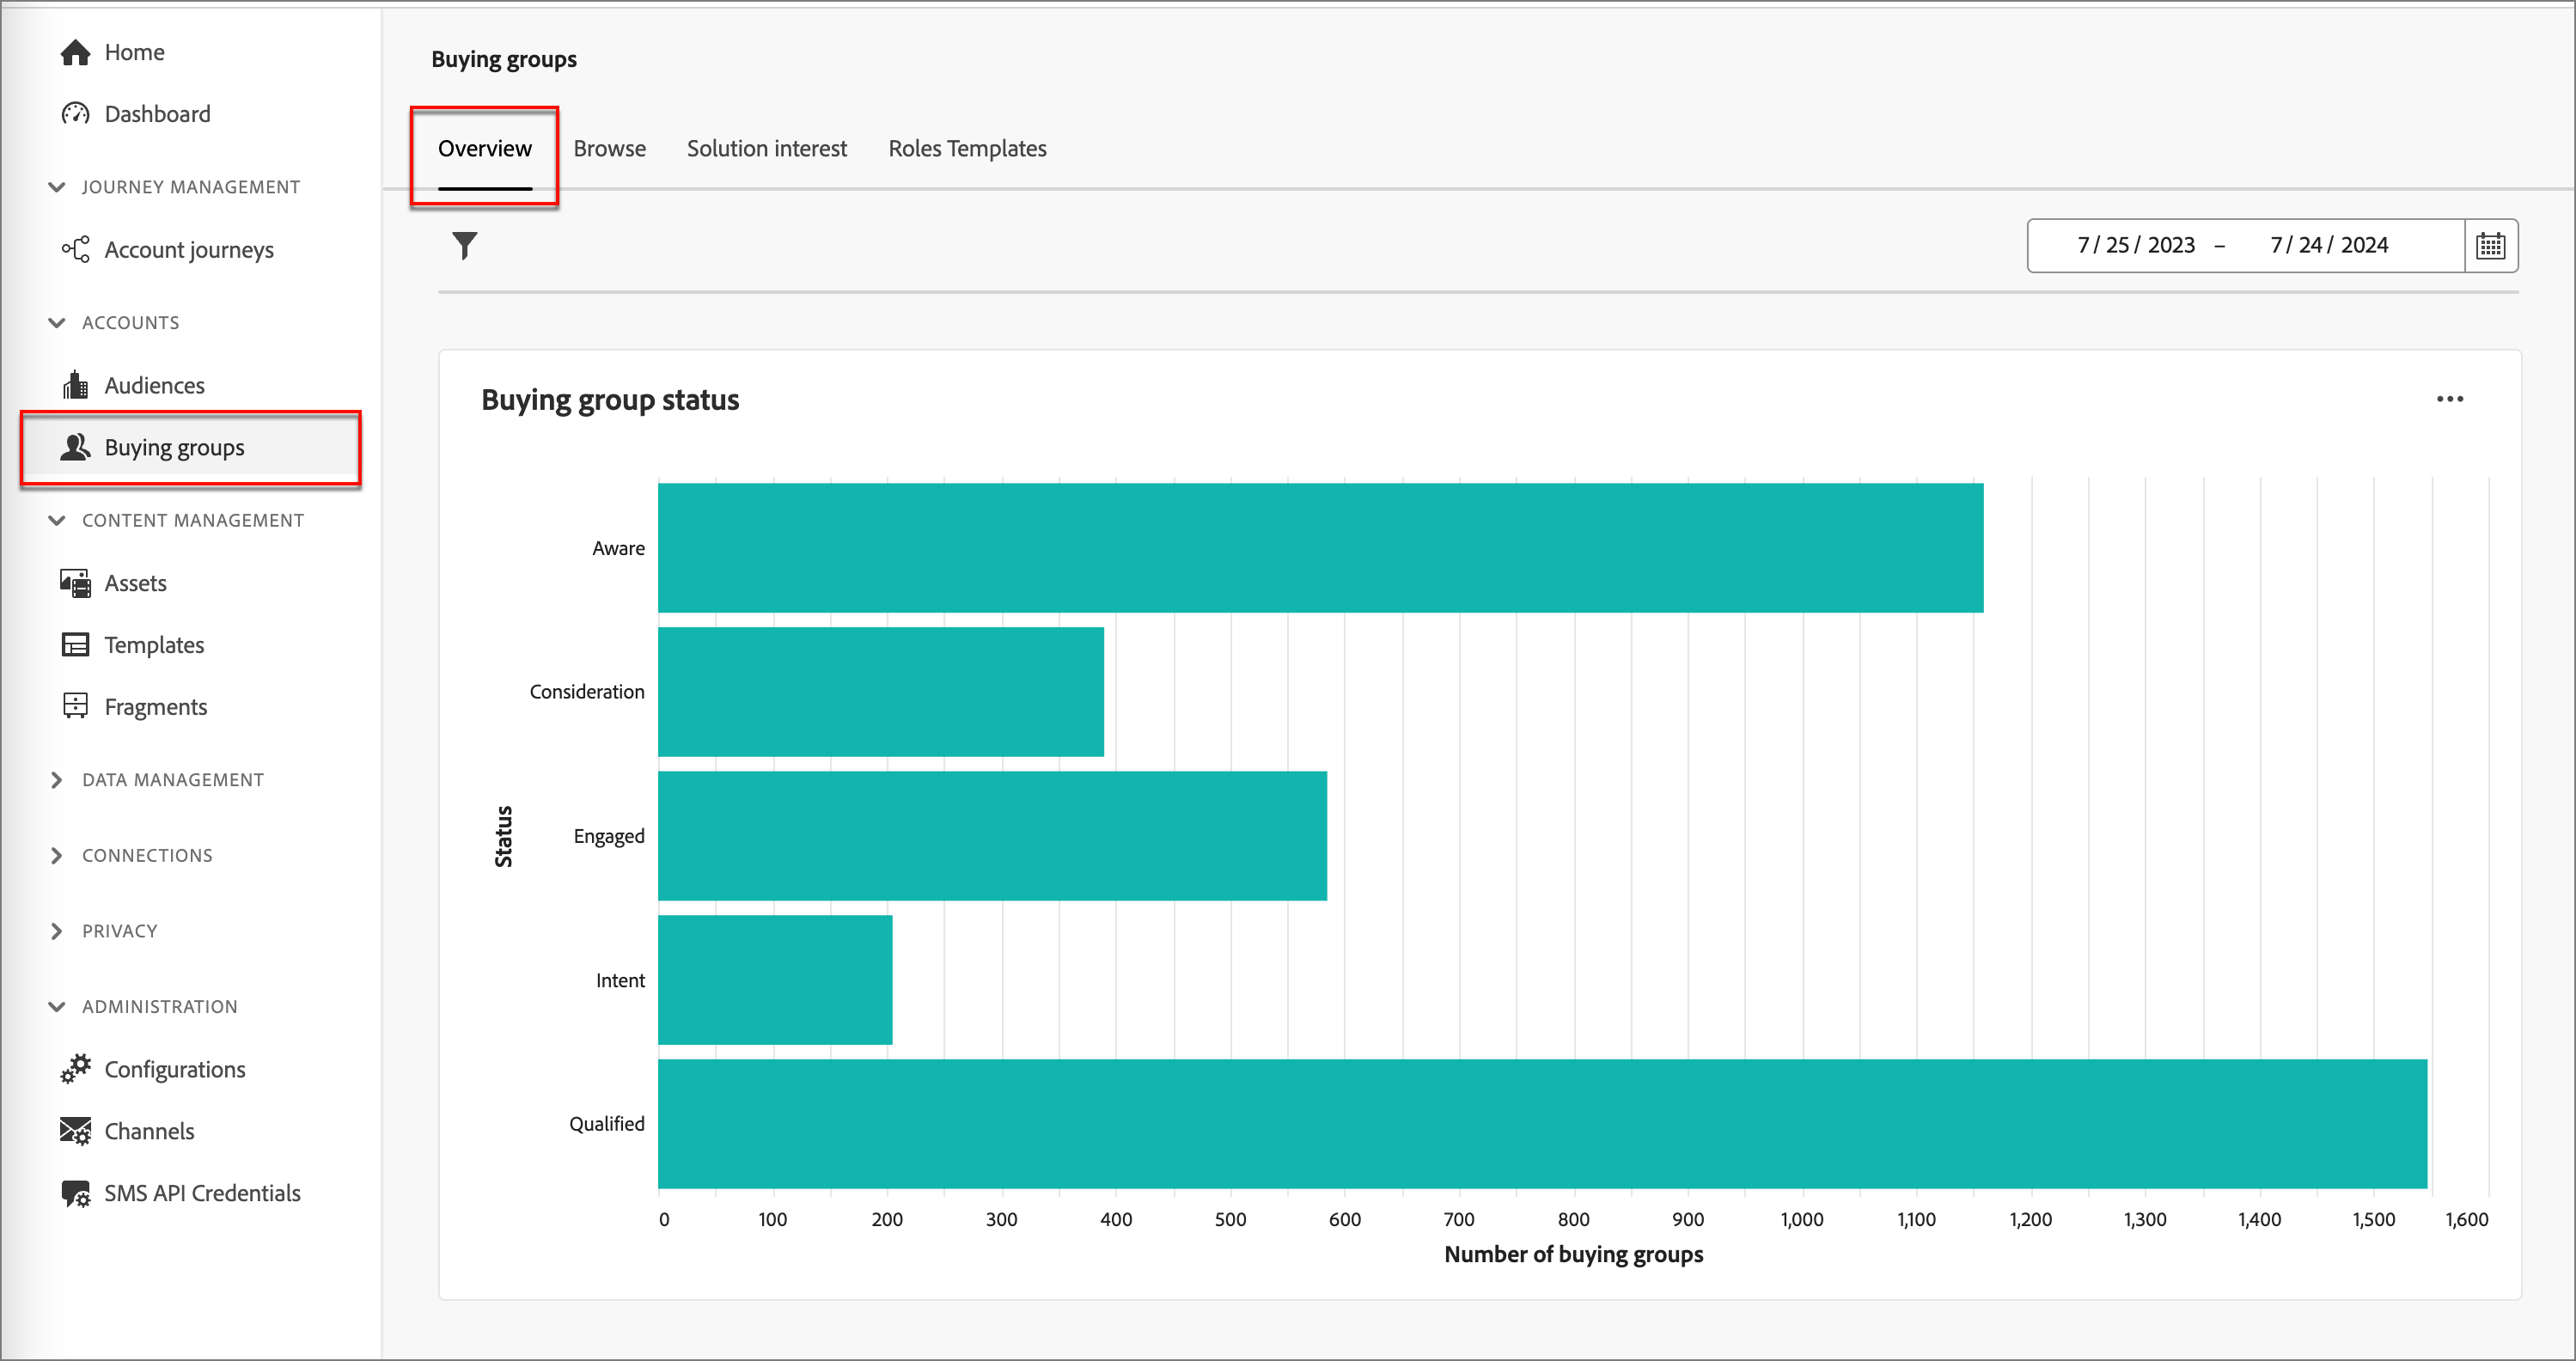 Home
Dashboard
JOURNEY MANAGEMENT
Account journeys
ACCOUNTS
Audiences
Buying groups
CONTENT MANAGEMENT
Assets
Templates
Fragments
DATA MANAGEMENT
CONNECTIONS
PRIVACY
ADMINISTRATION
Configurations
Channels
SMS API Credentials
Buying groups
Overview Browse Solution interest Roles Templates
7/ 25/ 2023 – 7/ 24/ 2024
Buying group status
Status
Aware
Consideration
Engaged
Intent
Qualified
0 100 200 300 400 500 600 700 800 900 1,000 1,100 1,200 1,300 1,400 1,500 1,600
Number of buying groups